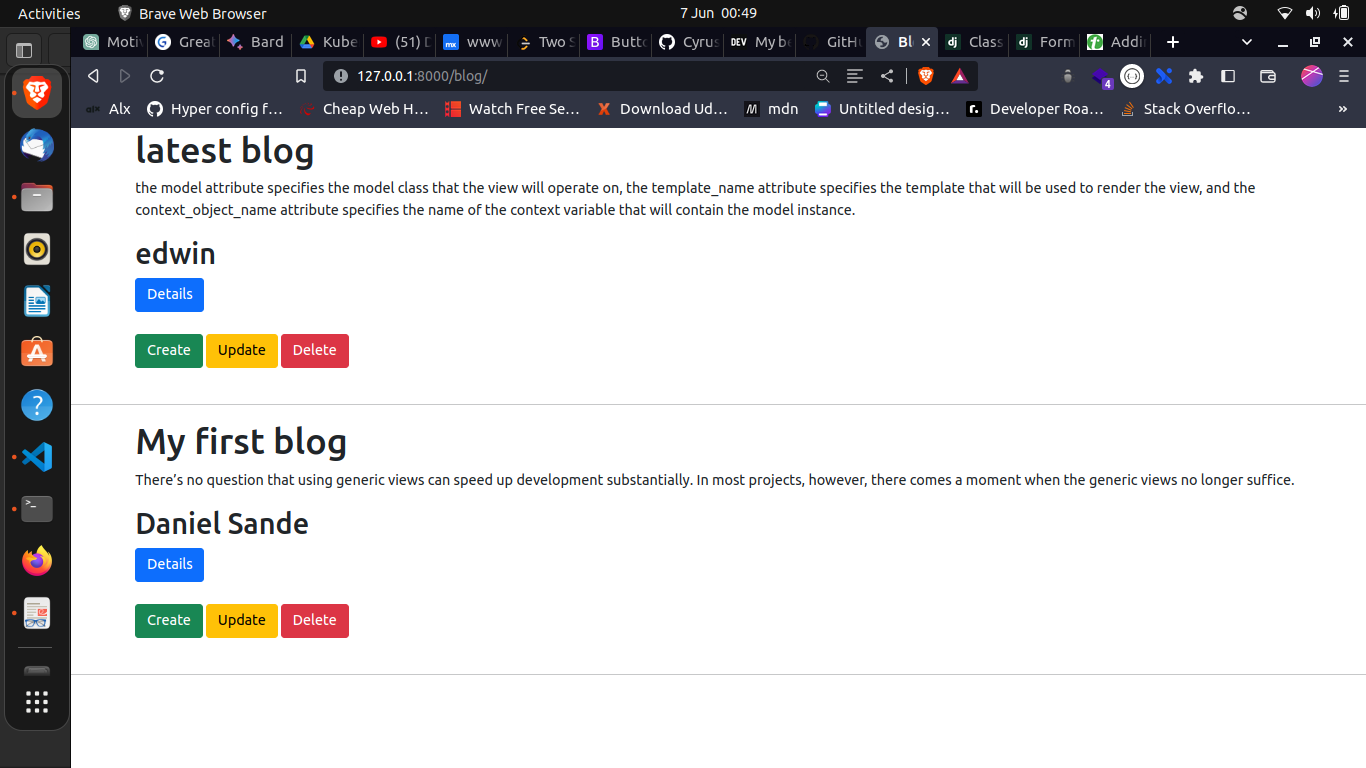 Activities
Brave Web Browser
7 Jun 00:49
Motiv
Great
Bard
Kube
(51) D
www
Two S
Butto
Cyrus
DEV
My be
GitHu
Blo
Class
Form
Addin
127.0.0.1:8000/blog/
4
Alx
Hyper config f...
Cheap Web H...
Watch Free Se...
Download Ud...
mdn
Untitled desig...
Developer Roa...
Stack Overflo...
»
latest blog
the model attribute specifies the model class that the view will operate on, the template_name attribute specifies the template that will be used to render the view, and the
context_object_name attribute specifies the name of the context variable that will contain the model instance.
edwin
Details
Create Update Delete
My first blog
There’s no question that using generic views can speed up development substantially. In most projects, however, there comes a moment when the generic views no longer suffice.
Daniel Sande
Details
Create Update Delete